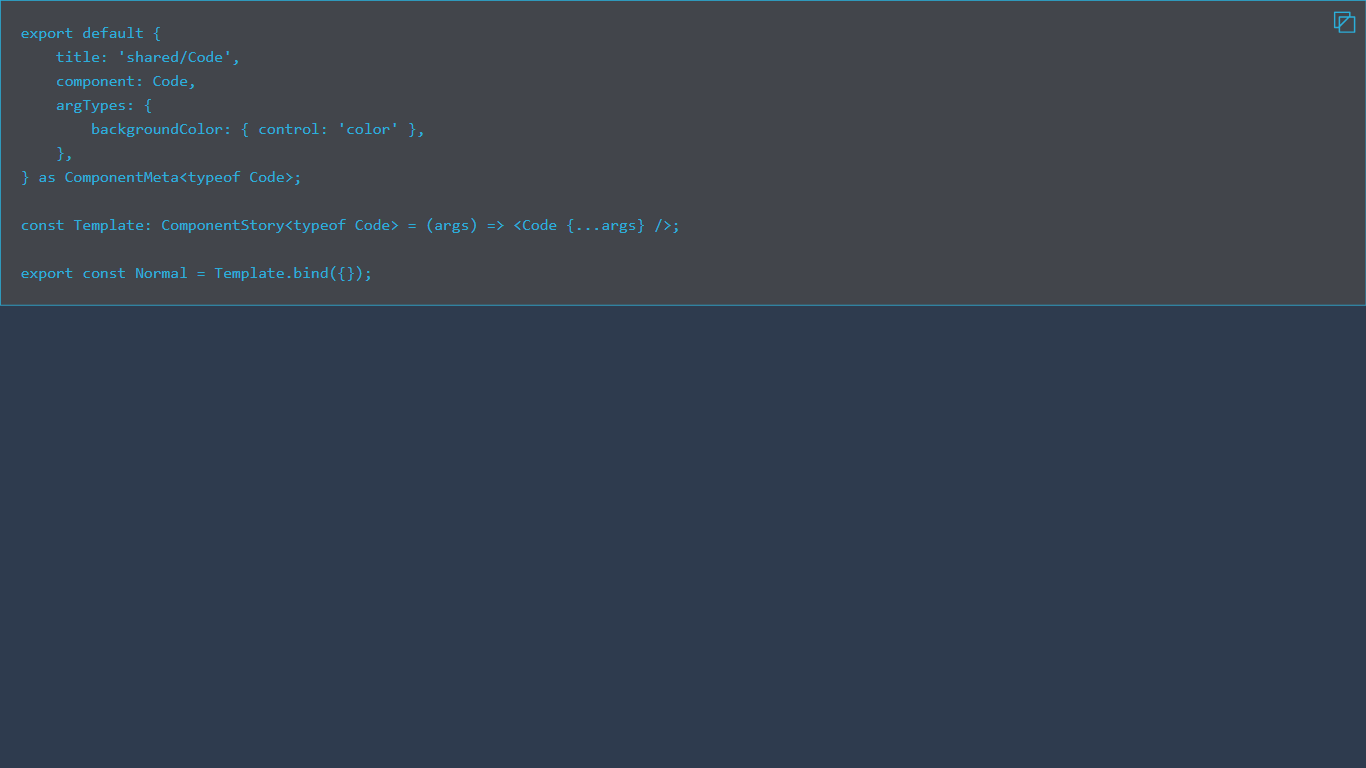 export default {
    title: 'shared/Code',
    component: Code,
    argTypes: {
        backgroundColor: { control: 'color' },
    },
} as ComponentMeta<typeof Code>;

const Template: ComponentStory<typeof Code> = (args) => <Code {...args} />;

export const Normal = Template.bind({});